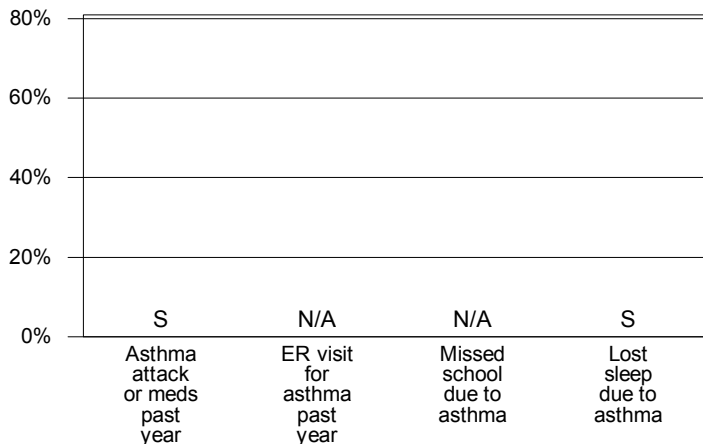 80%
60%
40%
20%
0%
S
N/A
N/A
S
Asthma
attack
or meds
past
year
ER visit
for
asthma
past
year
Missed
school
due to
asthma
Lost
sleep
due to
asthma